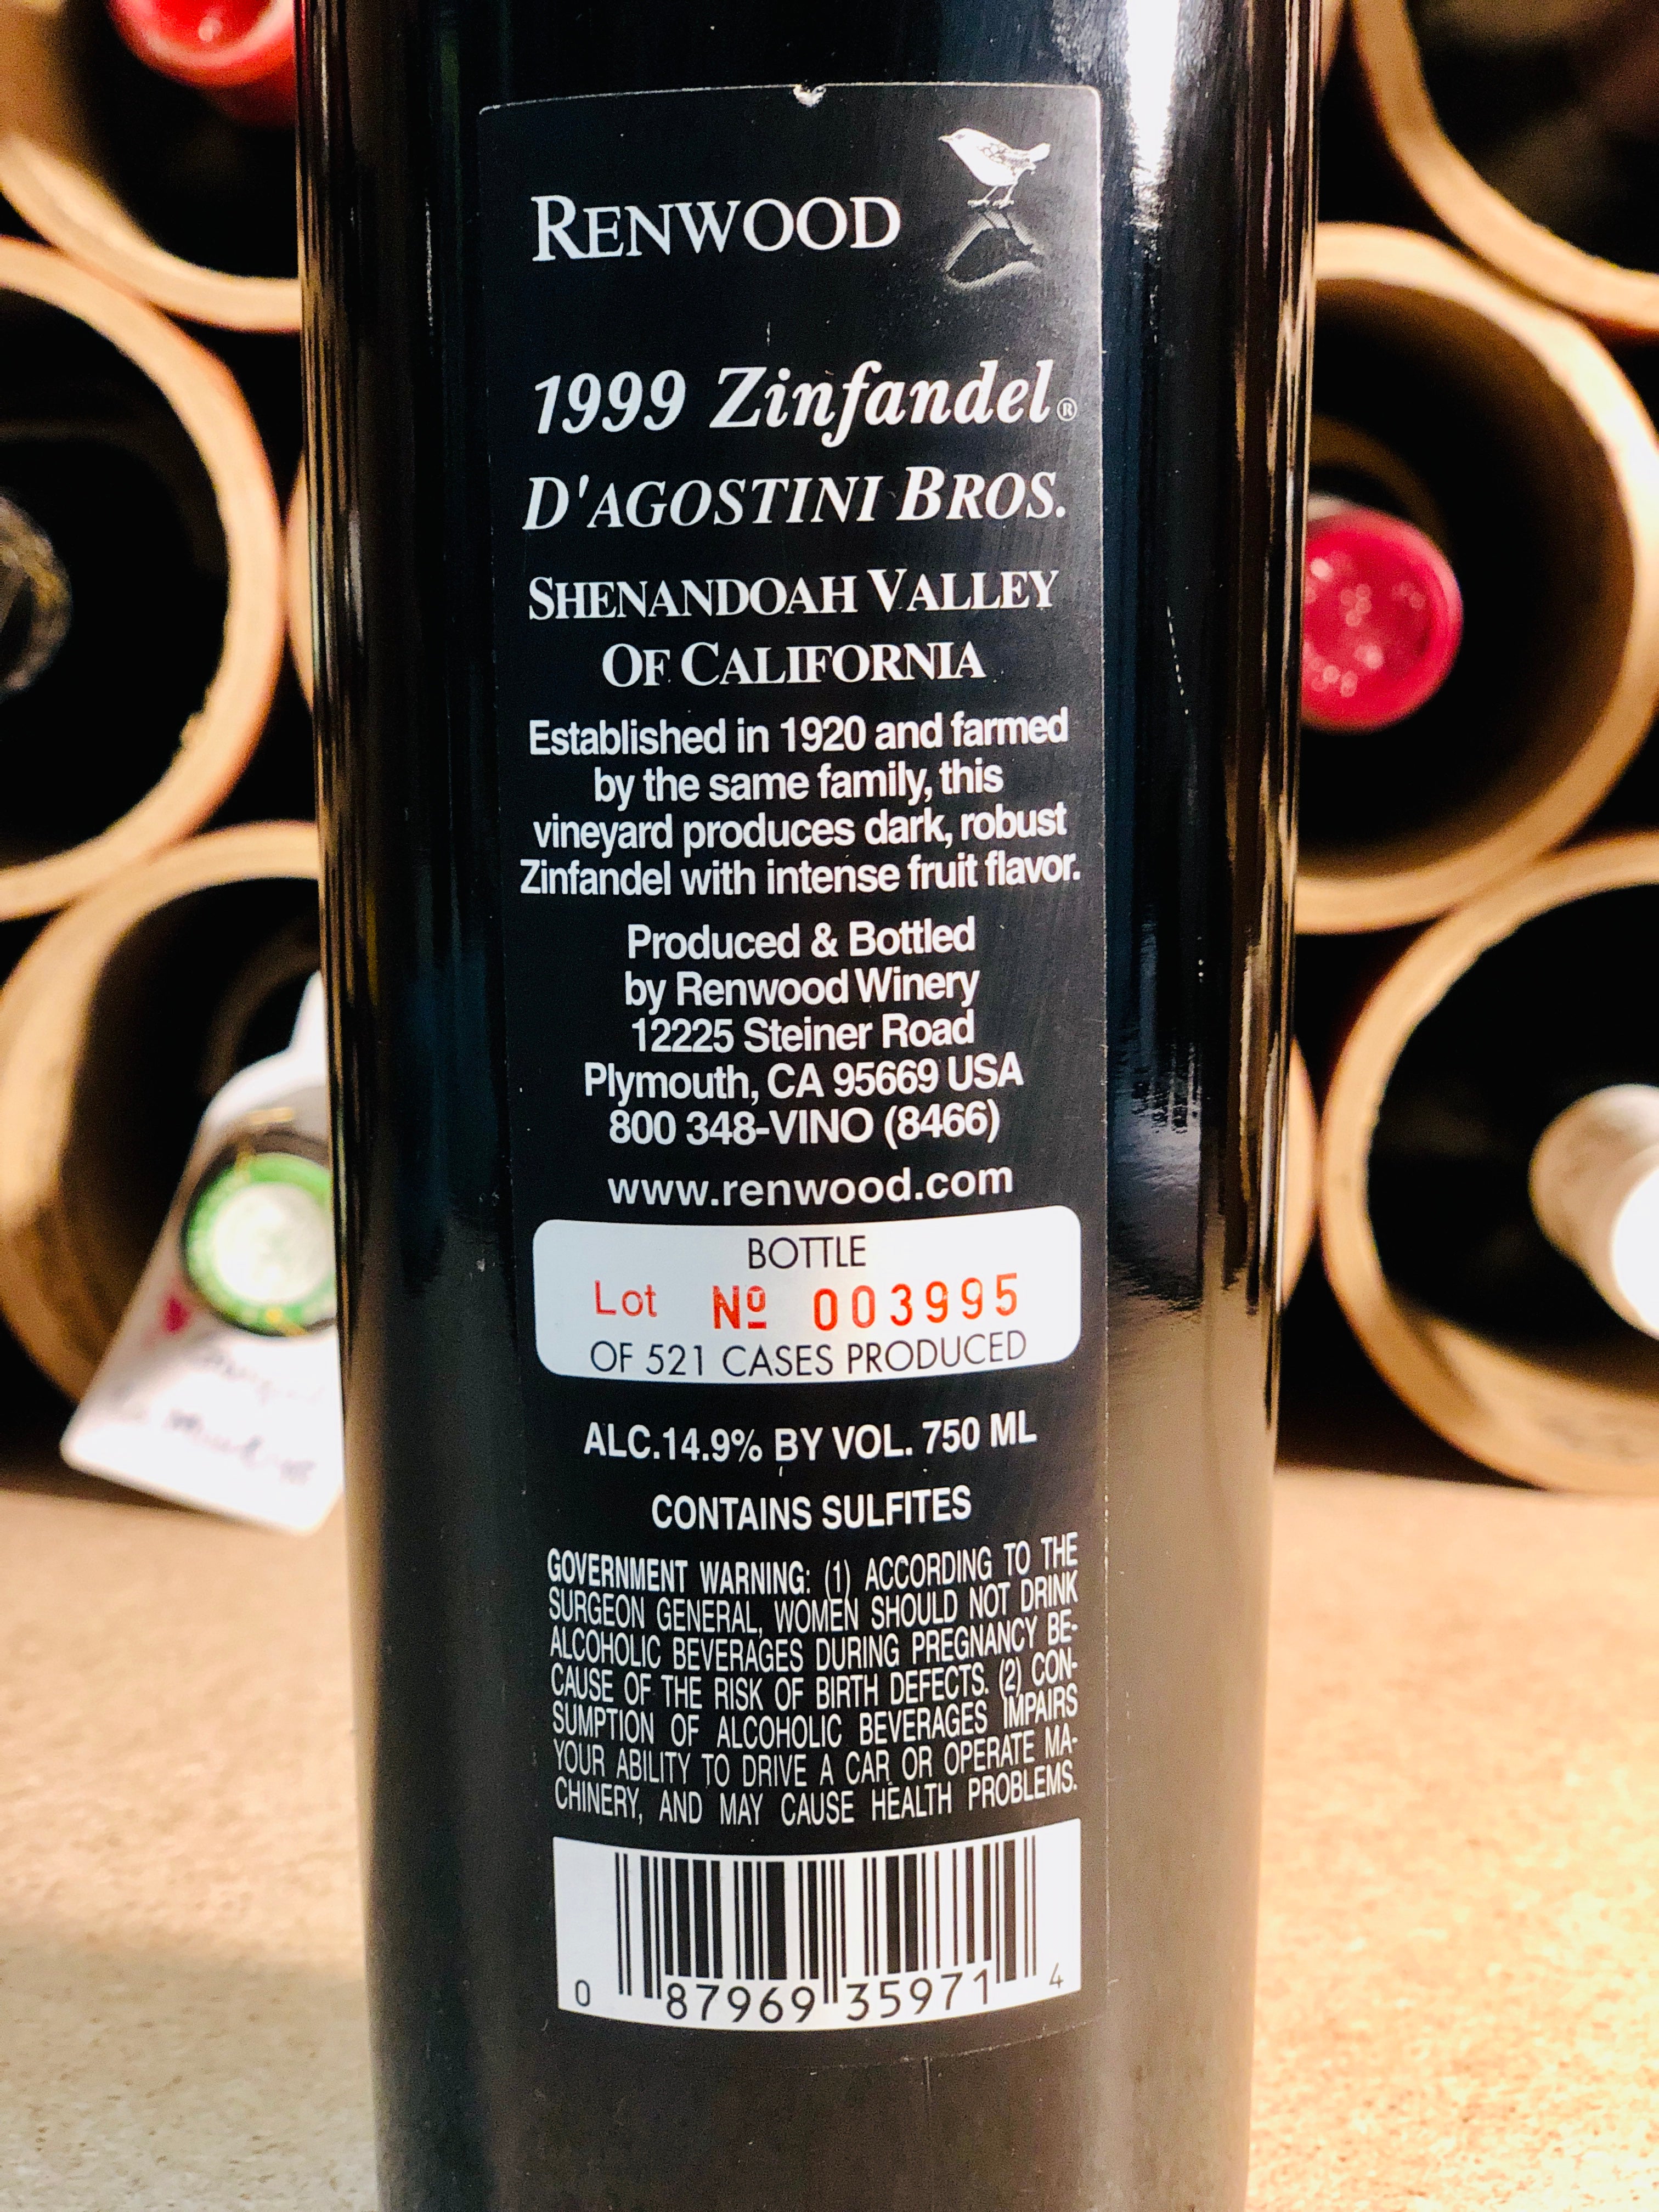 RENWOOD
1999 Zinfandel®
D'AGOSTINI BROS.
SHENANDOAH VALLEY
OF CALIFORNIA
Established in 1920 and farmed
by the same family, this
vineyard produces dark, robust
Zinfandel with intense fruit flavor.
Produced & Bottled
by Renwood Winery
12225 Steiner Road
Plymouth, CA 95669 USA
800 348-VINO (8466)
www.renwood.com
BOTTLE
Lot Nº 003995
OF 521 CASES PRODUCED
ALC.14.9% BY VOL. 750 ML
CONTAINS SULFITES
GOVERNMENT WARNING: (1) ACCORDING TO THE
SURGEON GENERAL, WOMEN SHOULD NOT DRINK
ALCOHOLIC BEVERAGES DURING PREGNANCY BE-
CAUSE OF THE RISK OF BIRTH DEFECTS. (2) CON-
SUMPTION OF ALCOHOLIC BEVERAGES IMPAIRS
YOUR ABILITY TO DRIVE A CAR OR OPERATE MA-
CHINERY, AND MAY CAUSE HEALTH PROBLEMS.
0 87969 35971 4